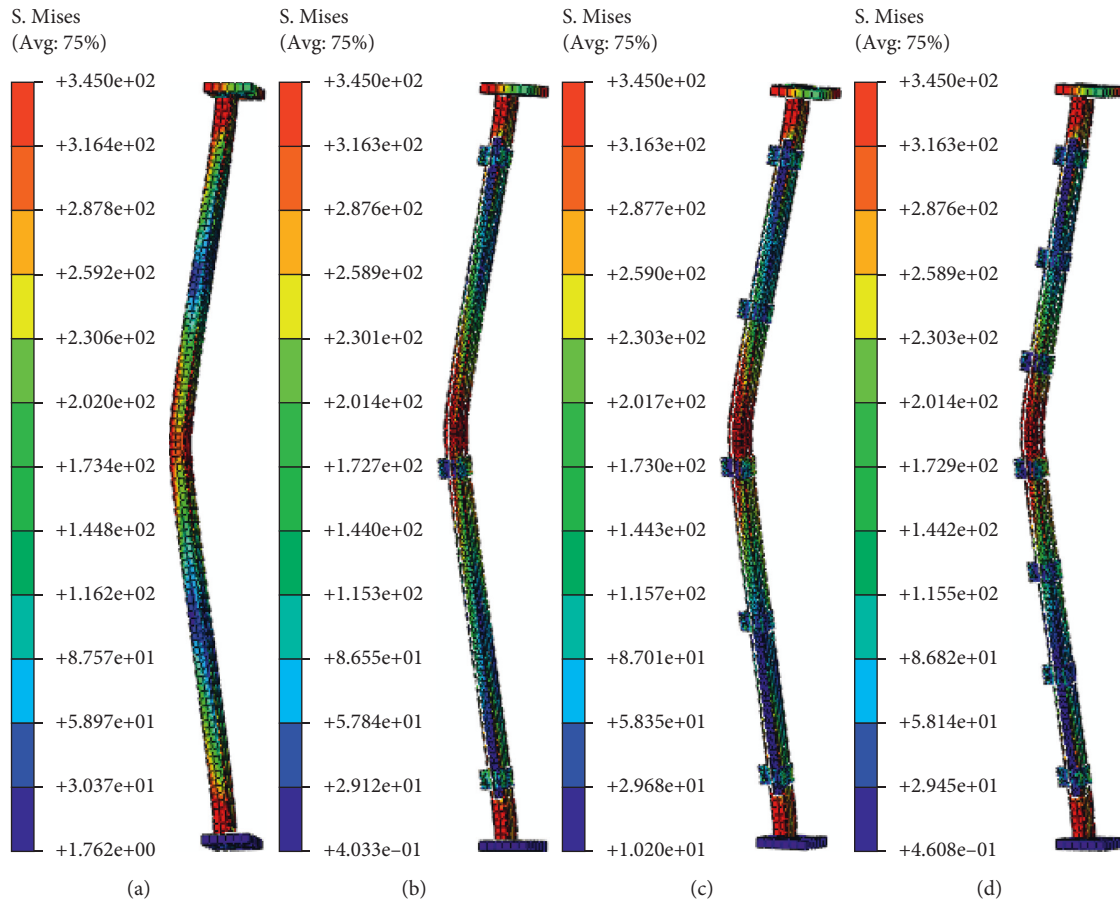 S. Mises
(Avg: 75%)
+3.450e+02
+3.164e+02
+2.878e+02
+2.592e+02
+2.306e+02
+2.020e+02
+1.734e+02
+1.448e+02
+1.162e+02
+8.757e+01
+5.897e+01
+3.037e+01
+1.762e+00
(a)
S. Mises
(Avg: 75%)
+3.450e+02
+3.163e+02
+2.876e+02
+2.589e+02
+2.301e+02
+2.014e+02
+1.727e+02
+1.440e+02
+1.153e+02
+8.655e+01
+5.784e+01
+2.912e+01
+4.033e–01
(b)
S. Mises
(Avg: 75%)
+3.450e+02
+3.163e+02
+2.877e+02
+2.590e+02
+2.303e+02
+2.017e+02
+1.730e+02
+1.443e+02
+1.157e+02
+8.701e+01
+5.835e+01
+2.968e+01
+1.020e+01
(c)
S. Mises
(Avg: 75%)
+3.450e+02
+3.163e+02
+2.876e+02
+2.589e+02
+2.303e+02
+2.014e+02
+1.729e+02
+1.442e+02
+1.155e+02
+8.682e+01
+5.814e+01
+2.945e+01
+4.608e–01
(d)